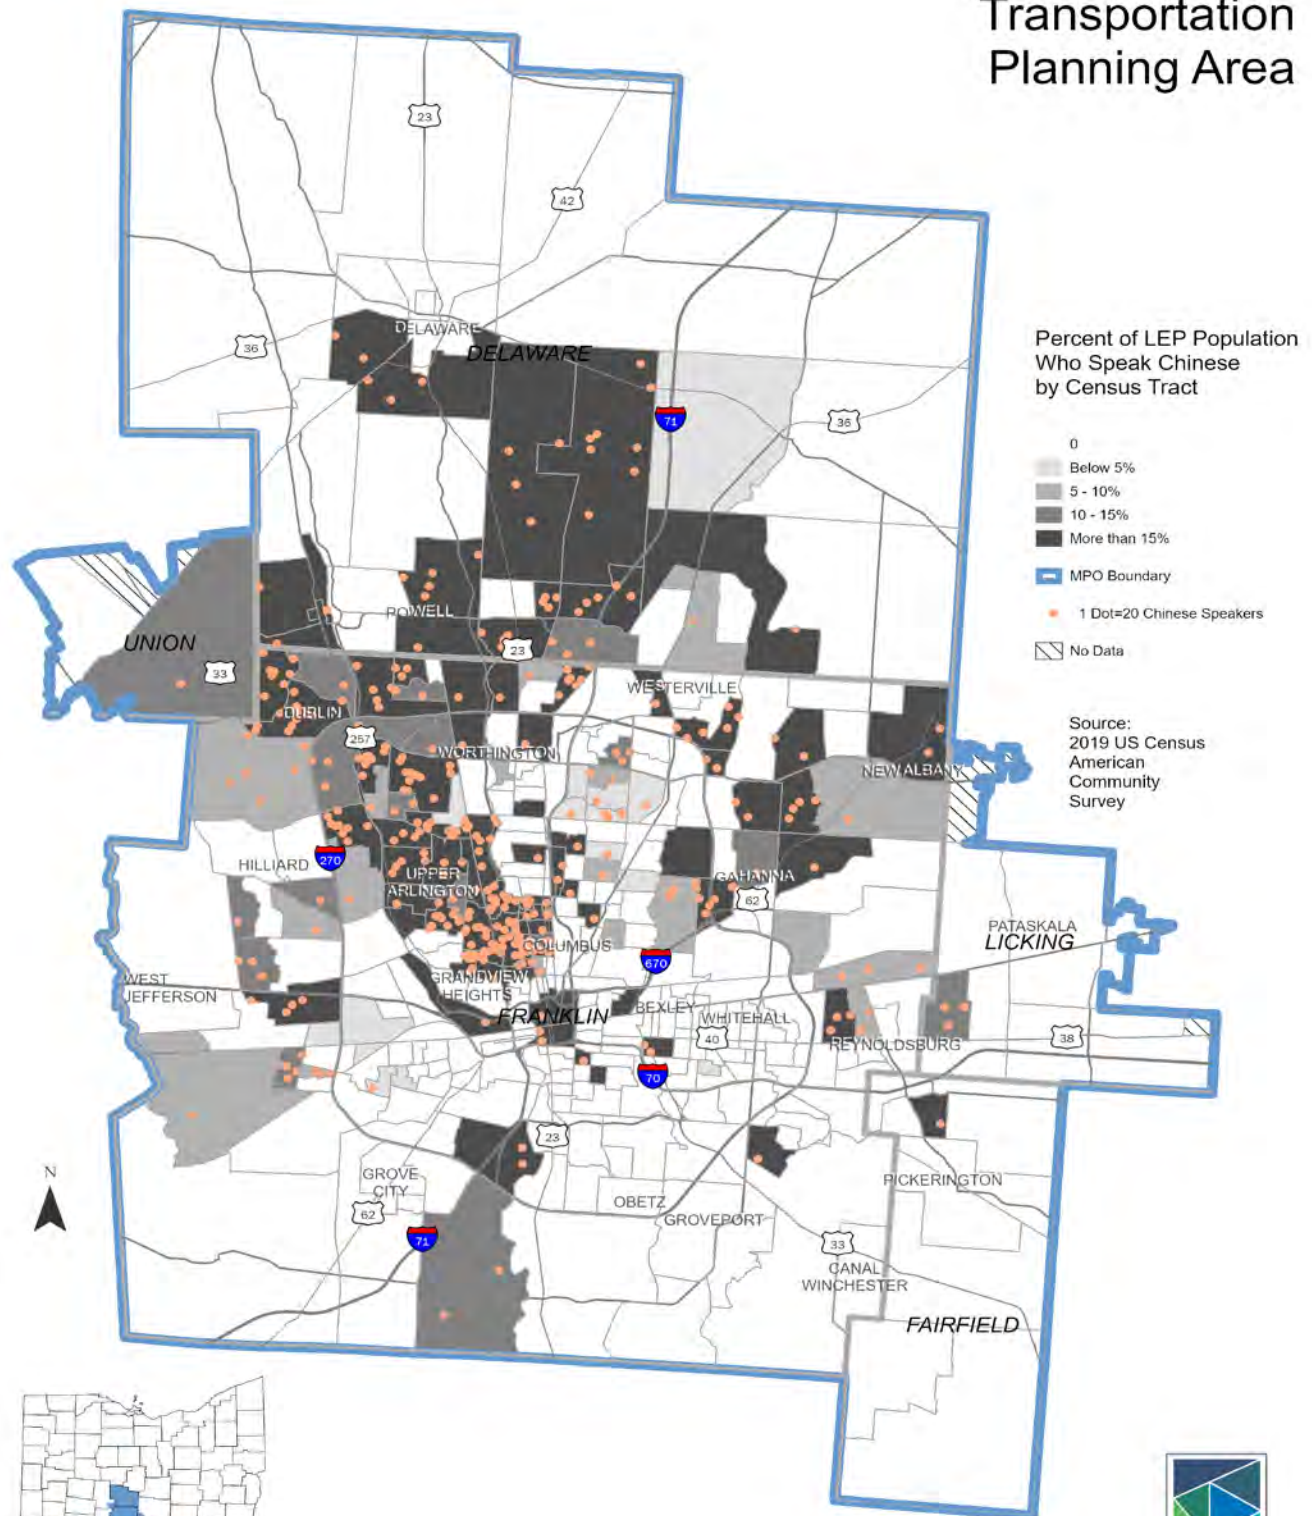 Transportation
Planning Area
23
42
DELAWARE
DELAWARE
36
71
36
Percent of LEP Population
Who Speak Chinese
by Census Tract
0
Below 5%
5 - 10%
10 - 15%
More than 15%
MPO Boundary
1 Dot=20 Chinese Speakers
No Data
Source:
2019 US Census
American
Community
Survey
POWELL
UNION
33
23
WESTERVILLE
DUBLIN
257
WORTHINGTON
NEW ALBANY
HILLIARD
270
UPPER
ARLINGTON
GAHANNA
62
PATASKALA
LICKING
COLUMBUS
670
WEST
JEFFERSON
GRANDVIEW
HEIGHTS
FRANKLIN
BEXLEY
WHITEHALL
40
REYNOLDSBURG
38
70
23
N
GROVE
CITY
62
PICKERINGTON
OBETZ
GROVEPORT
71
33
CANAL
WINCHESTER
FAIRFIELD